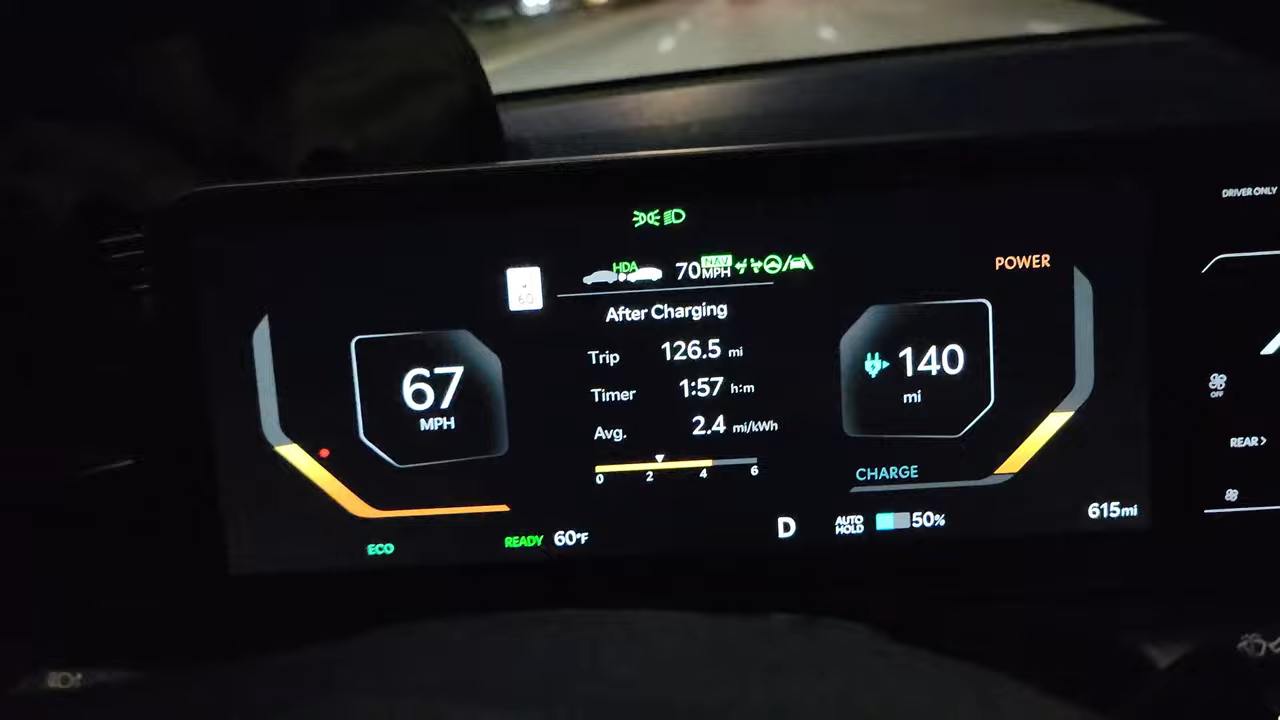 DRIVER ONLY
HDA
70 MPH
NAV
60
POWER
After Charging
Trip 126.5 mi
Timer 1:57 h:m
Avg. 2.4 mi/kWh
0 2 4 6
67
MPH
140
mi
OFF
REAR >
CHARGE
ECO
READY 60°F
D
AUTO HOLD
50%
615mi